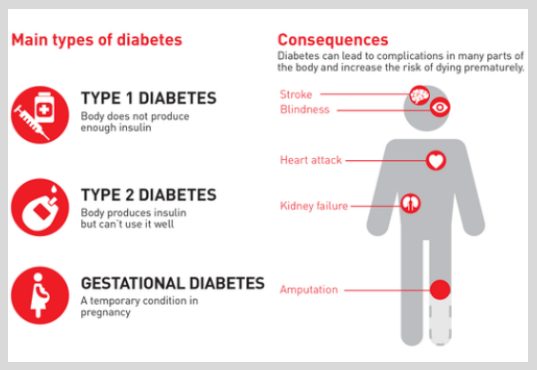 Main types of diabetes
TYPE 1 DIABETES
Body does not produce
enough insulin
TYPE 2 DIABETES
Body produces insulin
but can't use it well
GESTATIONAL DIABETES
A temporary condition in
pregnancy
Consequences
Diabetes can lead to complications in many parts of
the body and increase the risk of dying prematurely.
Stroke
Blindness
Heart attack
Kidney failure
Amputation